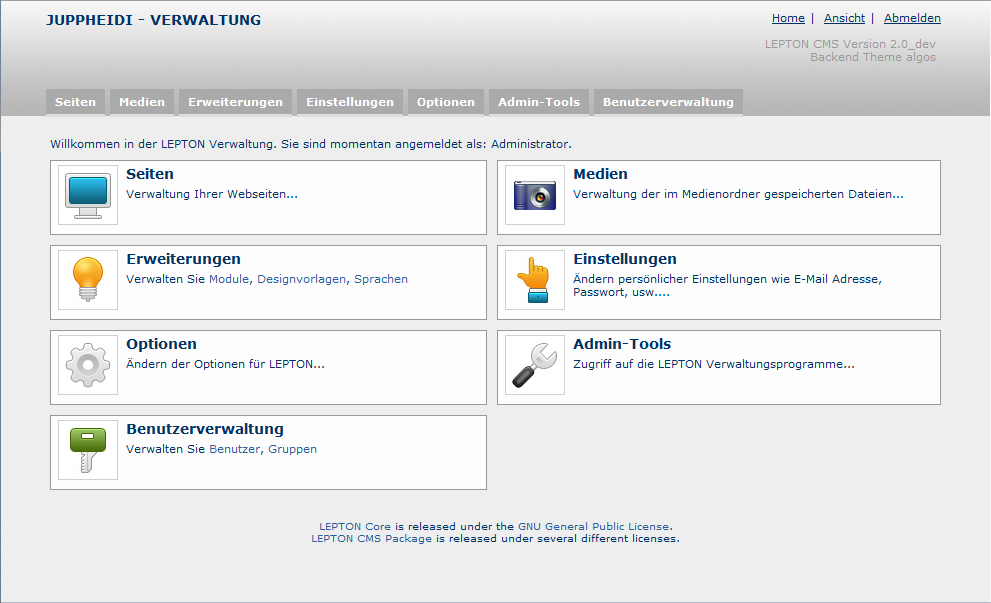 JUPPHEIDI - VERWALTUNG
Home | Ansicht | Abmelden
LEPTON CMS Version 2.0_dev
Backend Theme algos
Seiten Medien Erweiterungen Einstellungen Optionen Admin-Tools Benutzerverwaltung
Willkommen in der LEPTON Verwaltung. Sie sind momentan angemeldet als: Administrator.
Seiten
Verwaltung Ihrer Webseiten...
Medien
Verwaltung der im Medienordner gespeicherten Dateien...
Erweiterungen
Verwalten Sie Module, Designvorlagen, Sprachen
Einstellungen
Ändern persönlicher Einstellungen wie E-Mail Adresse,
Passwort, usw....
Optionen
Ändern der Optionen für LEPTON...
Admin-Tools
Zugriff auf die LEPTON Verwaltungsprogramme...
Benutzerverwaltung
Verwalten Sie Benutzer, Gruppen
LEPTON Core is released under the GNU General Public License.
LEPTON CMS Package is released under several different licenses.